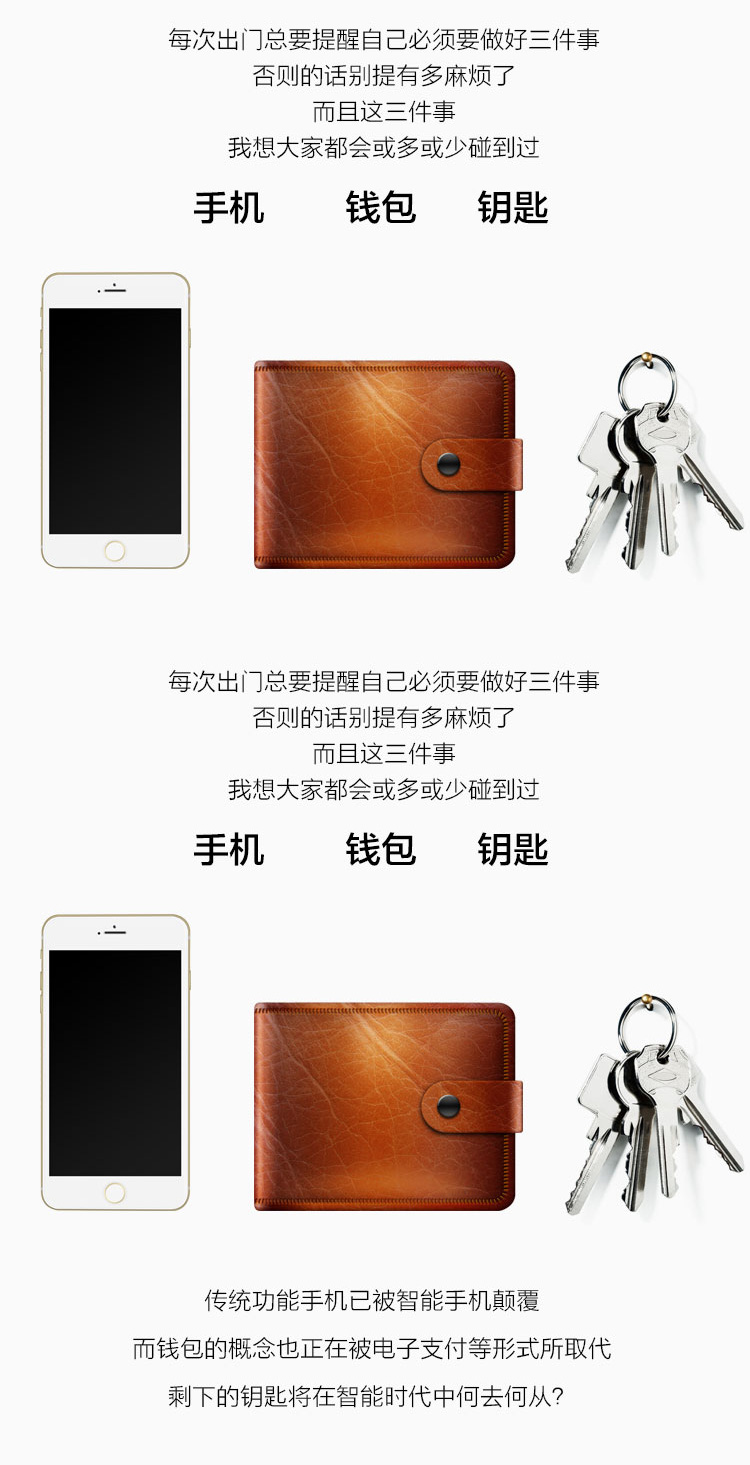 每次出门总要提醒自己必须要做好三件事
否则的话别提有多麻烦了
而且这三件事
我想大家都会或多或少碰到过
手机 钱包 钥匙
每次出门总要提醒自己必须要做好三件事
否则的话别提有多麻烦了
而且这三件事
我想大家都会或多或少碰到过
手机 钱包 钥匙
传统功能手机已被智能手机颠覆
而钱包的概念也正在被电子支付等形式所取代
剩下的钥匙将在智能时代中何去何从?